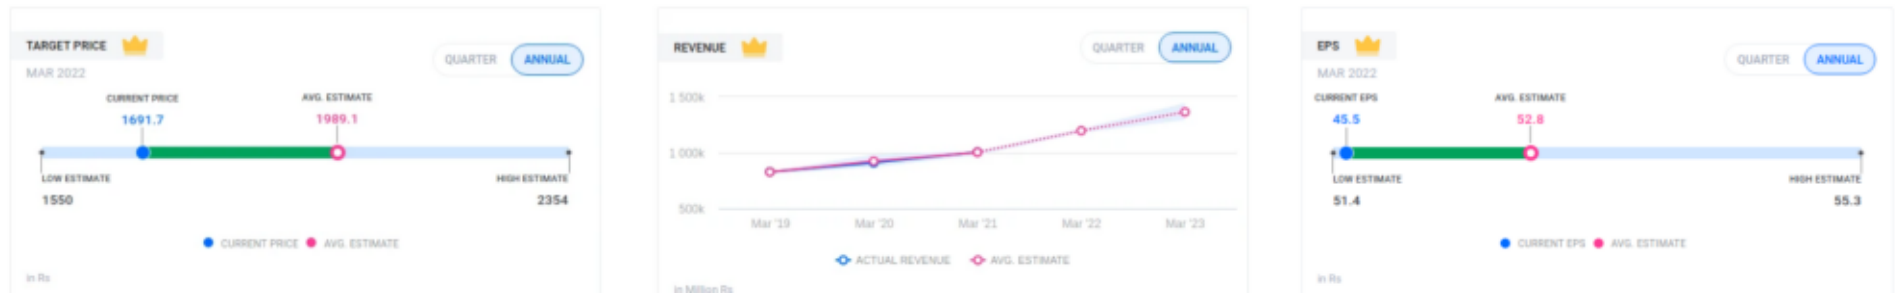 TARGET PRICE
QUARTER
ANNUAL
MAR 2022
CURRENT PRICE
AVG. ESTIMATE
1691.7
1989.1
LOW ESTIMATE
HIGH ESTIMATE
1550
2354
CURRENT PRICE
AVG. ESTIMATE
in Rs
REVENUE
QUARTER
ANNUAL
1 500k
1 000k
500k
Mar '19
Mar '20
Mar '21
Mar '22
Mar '23
ACTUAL REVENUE
AVG. ESTIMATE
in Million Rs
EPS
QUARTER
ANNUAL
MAR 2022
CURRENT EPS
AVG. ESTIMATE
45.5
52.8
LOW ESTIMATE
HIGH ESTIMATE
51.4
55.3
CURRENT EPS
AVG. ESTIMATE
in Rs